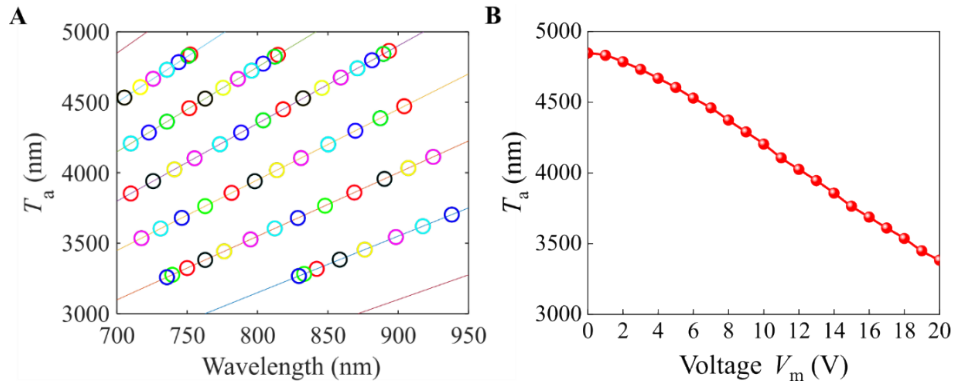 A
5000
4500
4000
3500
3000
Tₐ (nm)
700 750 800 850 900 950
Wavelength (nm)
B
5000
4500
4000
3500
3000
Tₐ (nm)
0 2 4 6 8 10 12 14 16 18 20
Voltage Vₘ (V)